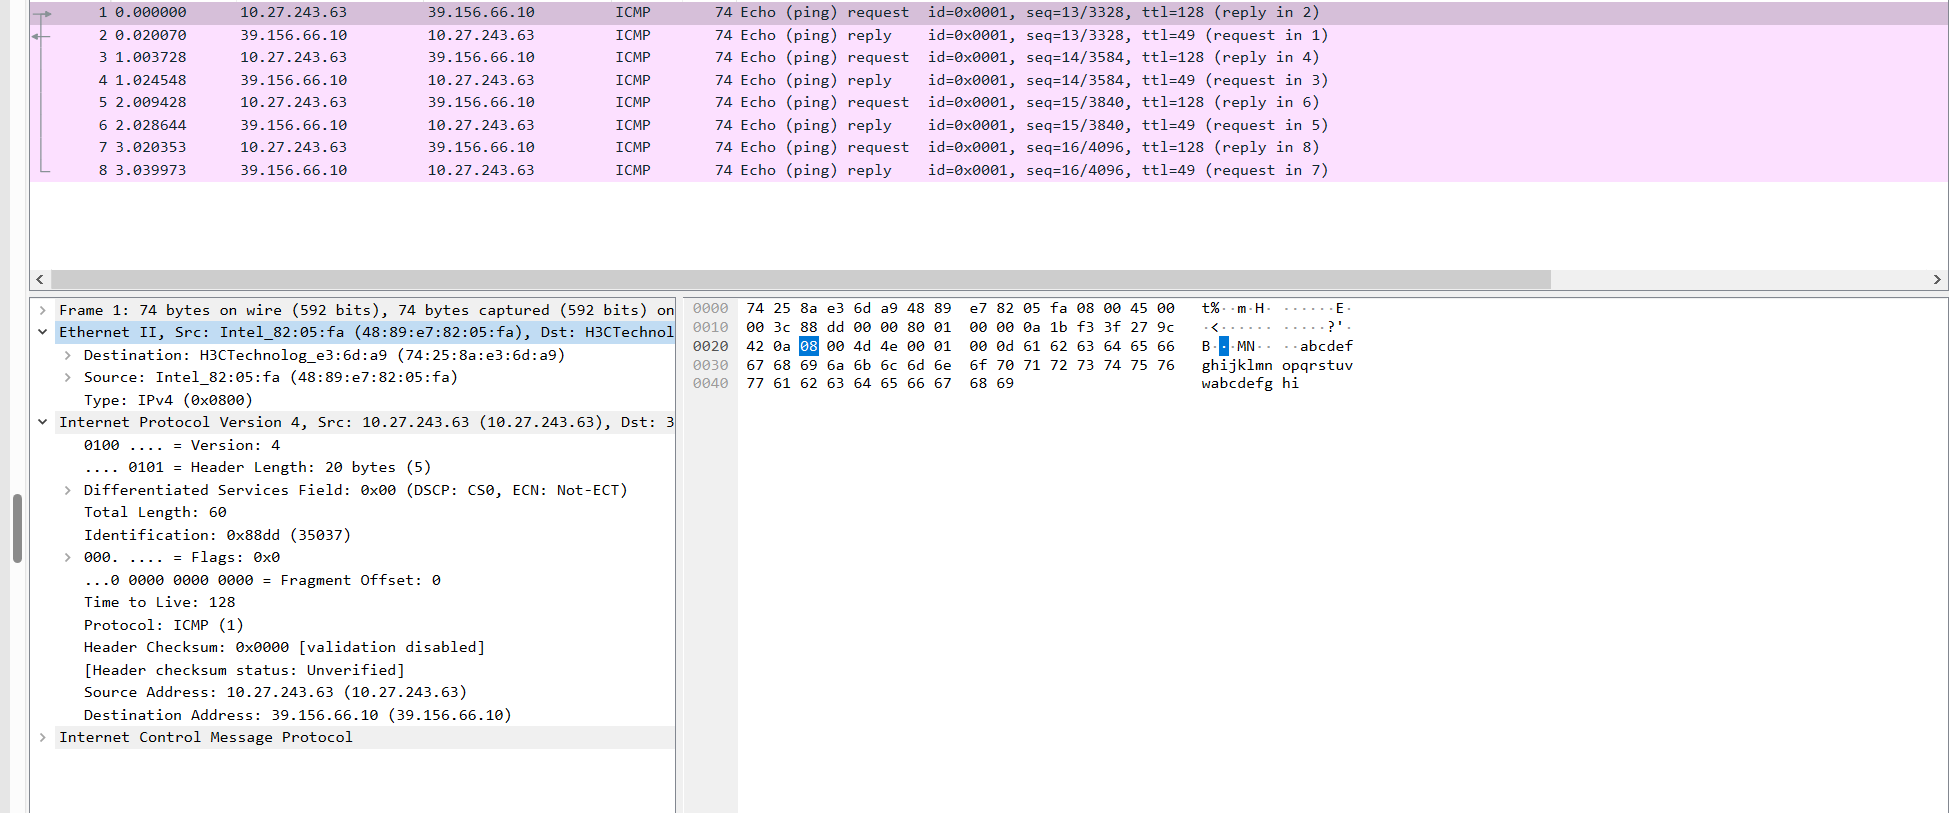 1 0.000000 10.27.243.63 39.156.66.10 ICMP 74 Echo (ping) request id=0x0001, seq=13/3328, ttl=128 (reply in 2)
2 0.020070 39.156.66.10 10.27.243.63 ICMP 74 Echo (ping) reply id=0x0001, seq=13/3328, ttl=49 (request in 1)
3 1.003728 10.27.243.63 39.156.66.10 ICMP 74 Echo (ping) request id=0x0001, seq=14/3584, ttl=128 (reply in 4)
4 1.024548 39.156.66.10 10.27.243.63 ICMP 74 Echo (ping) reply id=0x0001, seq=14/3584, ttl=49 (request in 3)
5 2.009428 10.27.243.63 39.156.66.10 ICMP 74 Echo (ping) request id=0x0001, seq=15/3840, ttl=128 (reply in 6)
6 2.028644 39.156.66.10 10.27.243.63 ICMP 74 Echo (ping) reply id=0x0001, seq=15/3840, ttl=49 (request in 5)
7 3.020353 10.27.243.63 39.156.66.10 ICMP 74 Echo (ping) request id=0x0001, seq=16/4096, ttl=128 (reply in 8)
8 3.039973 39.156.66.10 10.27.243.63 ICMP 74 Echo (ping) reply id=0x0001, seq=16/4096, ttl=49 (request in 7)
Frame 1: 74 bytes on wire (592 bits), 74 bytes captured (592 bits) on
Ethernet II, Src: Intel_82:05:fa (48:89:e7:82:05:fa), Dst: H3CTechnol
Destination: H3CTechnolog_e3:6d:a9 (74:25:8a:e3:6d:a9)
Source: Intel_82:05:fa (48:89:e7:82:05:fa)
Type: IPv4 (0x0800)
Internet Protocol Version 4, Src: 10.27.243.63 (10.27.243.63), Dst: 3
0100 .... = Version: 4
.... 0101 = Header Length: 20 bytes (5)
Differentiated Services Field: 0x00 (DSCP: CS0, ECN: Not-ECT)
Total Length: 60
Identification: 0x88dd (35037)
000. .... = Flags: 0x0
...0 0000 0000 0000 = Fragment Offset: 0
Time to Live: 128
Protocol: ICMP (1)
Header Checksum: 0x0000 [validation disabled]
[Header checksum status: Unverified]
Source Address: 10.27.243.63 (10.27.243.63)
Destination Address: 39.156.66.10 (39.156.66.10)
Internet Control Message Protocol
0000 74 25 8a e3 6d a9 48 89 e7 82 05 fa 08 00 45 00 t%··m·H· ······E·
0010 00 3c 88 dd 00 00 80 01 00 00 0a 1b f3 3f 27 9c ·<······ ·····?'·
0020 42 0a 08 00 4d 4e 00 01 00 0d 61 62 63 64 65 66 B···MN·· ··abcdef
0030 67 68 69 6a 6b 6c 6d 6e 6f 70 71 72 73 74 75 76 ghijklmn opqrstuv
0040 77 61 62 63 64 65 66 67 68 69 wabcdefg hi